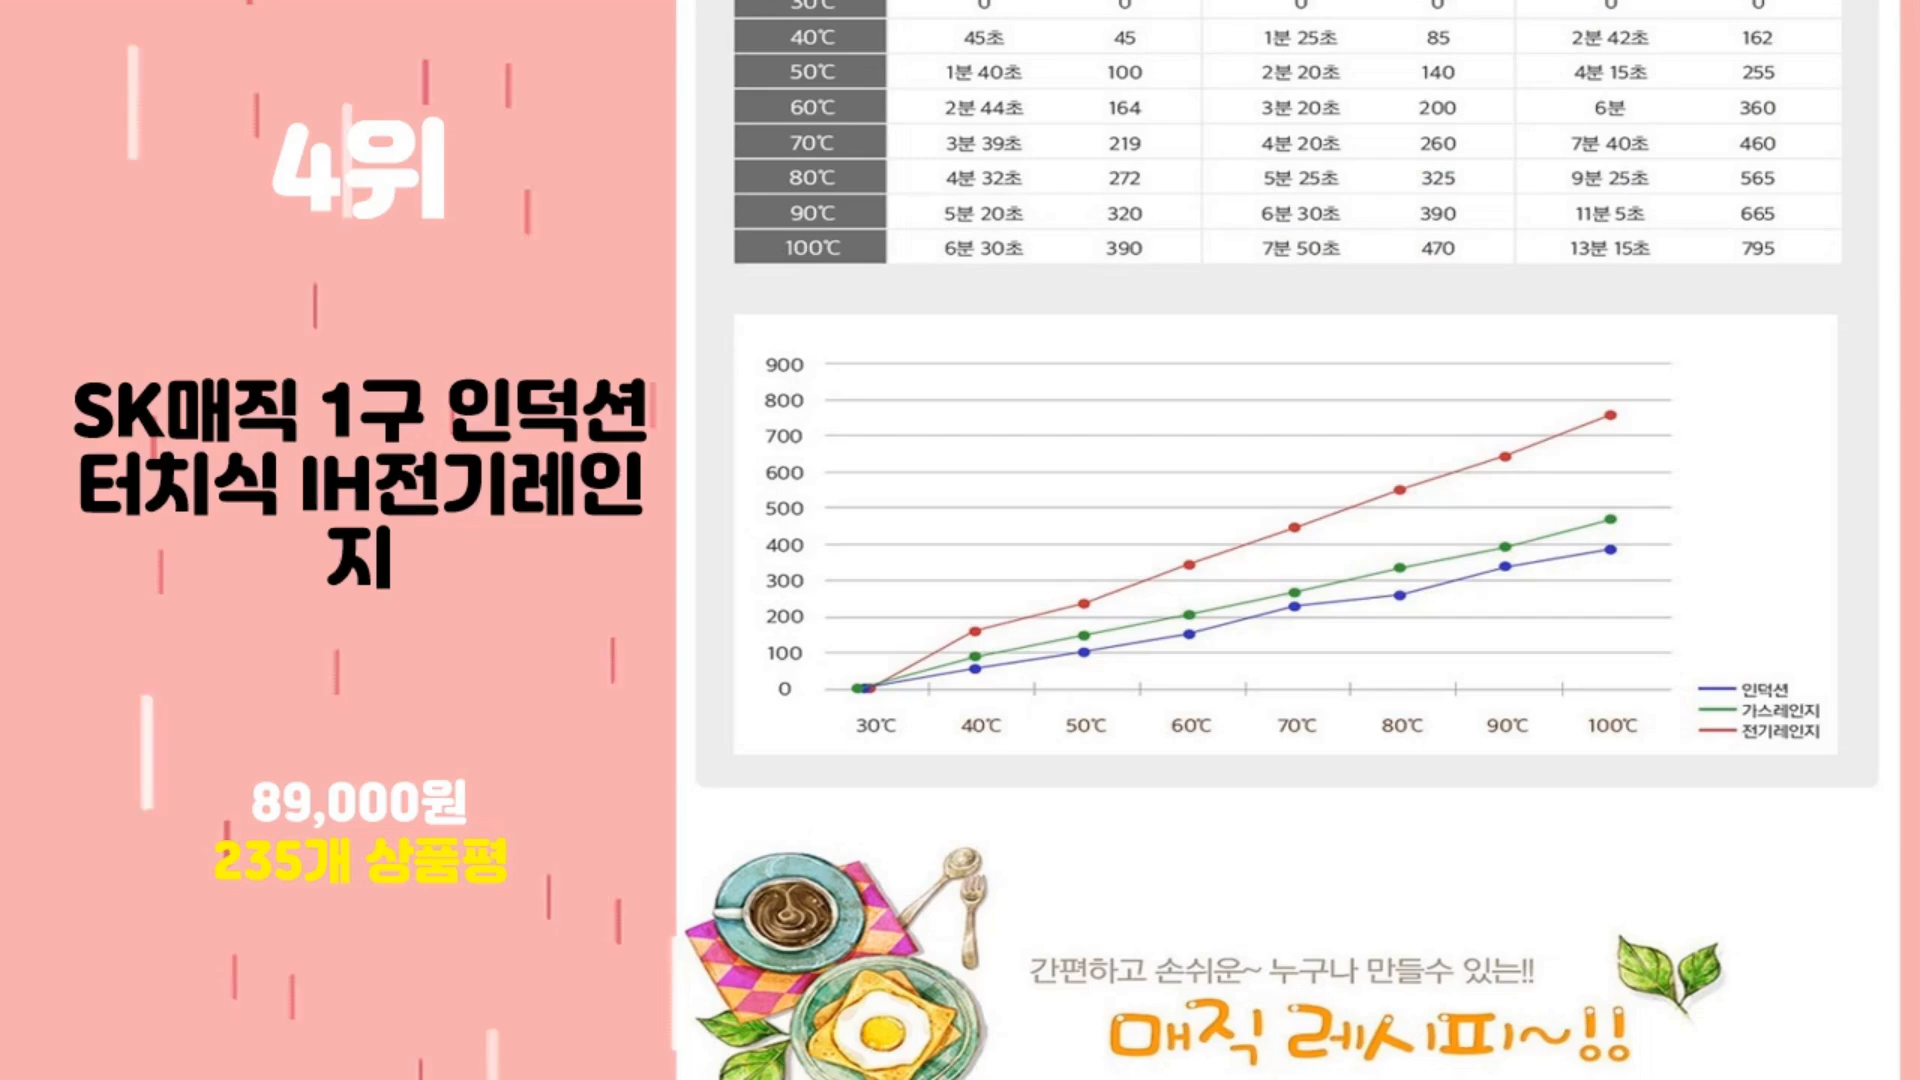 4위
SK매직 1구 인덕션
터치식 IH전기레인
지
89,000원
235개 상품평
30℃ 0 0 0 0 0 0
40℃ 45초 45 1분 25초 85 2분 42초 162
50℃ 1분 40초 100 2분 20초 140 4분 15초 255
60℃ 2분 44초 164 3분 20초 200 6분 360
70℃ 3분 39초 219 4분 20초 260 7분 40초 460
80℃ 4분 32초 272 5분 25초 325 9분 25초 565
90℃ 5분 20초 320 6분 30초 390 11분 5초 665
100℃ 6분 30초 390 7분 50초 470 13분 15초 795
900
800
700
600
500
400
300
200
100
0
30℃ 40℃ 50℃ 60℃ 70℃ 80℃ 90℃ 100℃
인덕션
가스레인지
전기레인지
간편하고 손쉬운~ 누구나 만들수 있는!!
매직 레시피~!!